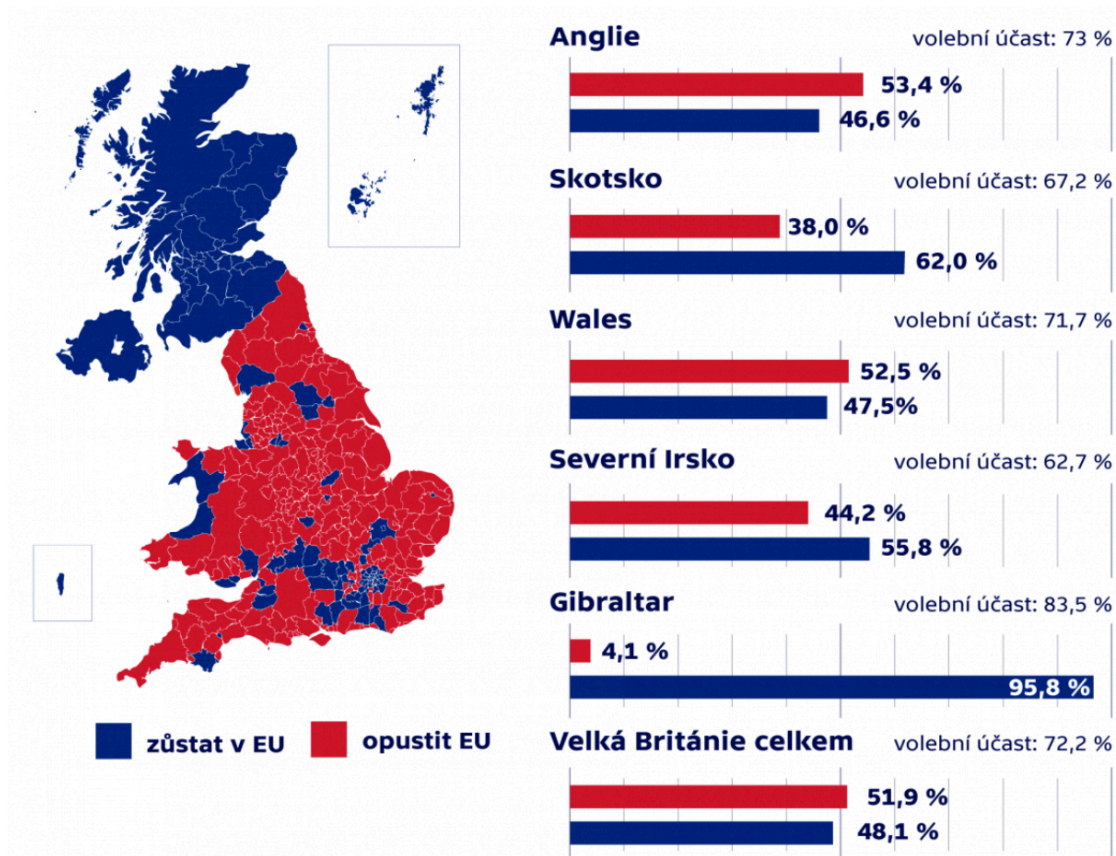 Anglie
volební účast: 73 %
53,4 %
46,6 %
Skotsko
volební účast: 67,2 %
38,0 %
62,0 %
Wales
volební účast: 71,7 %
52,5 %
47,5%
Severní Irsko
volební účast: 62,7 %
44,2 %
55,8 %
Gibraltar
volební účast: 83,5 %
4,1 %
95,8 %
zůstat v EU
opustit EU
Velká Británie celkem
volební účast: 72,2 %
51,9 %
48,1 %